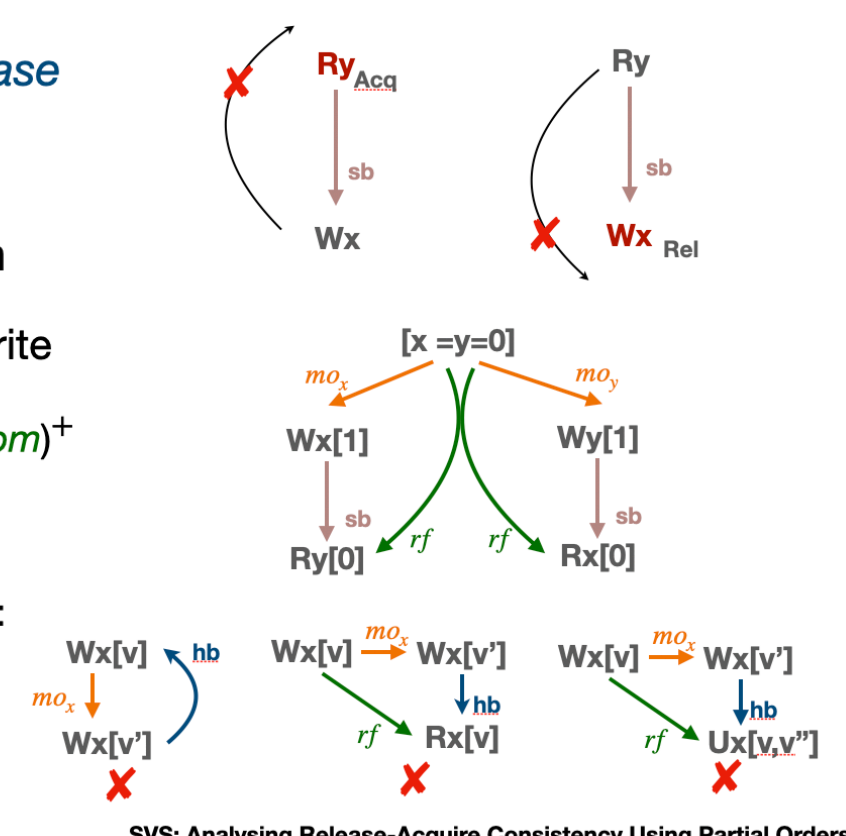 ase
Ry Acq
sb
Wx
Ry
sb
Wx Rel
rite
om)+
[x =y=0]
mox
moy
Wx[1]
Wy[1]
sb
sb
Ry[0]
rf
rf
Rx[0]
:
Wx[v]
hb
mox
Wx[v']
Wx[v]
mox
Wx[v']
hb
rf
Rx[v]
Wx[v]
mox
Wx[v']
hb
rf
Ux[v,v”]
SVS: Analysing Release-Acquire Consistency Using Partial Orders